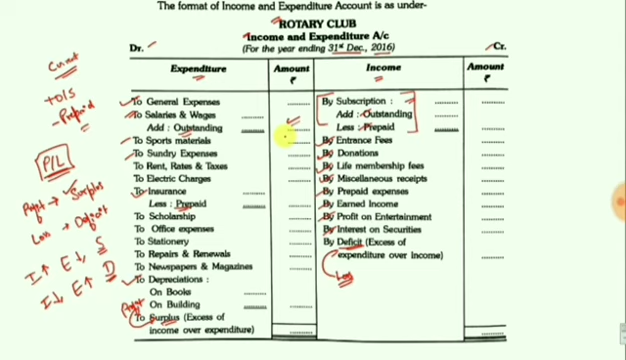 The format of Income and Expenditure Account is as under-
ROTARY CLUB
Income and Expenditure A/c
(For the year ending 31st Dec., 2016)
Dr.
Cr.
Expenditure Amount Income Amount
₹ ₹
To General Expenses
To Salaries & Wages
Add : Outstanding
To Sports materials
To Sundry Expenses
To Rent, Rates & Taxes
To Electric Charges
To Insurance
Less : Prepaid
To Scholarship
To Office expenses
To Stationery
To Repairs & Renewals
To Newspapers & Magazines
To Depreciations :
On Books
On Building
To Surplus (Excess of
income over expenditure)
By Subscription :
Add : Outstanding
Less : Prepaid
By Entrance Fees
By Donations
By Life membership fees
By Miscellaneous receipts
By Prepaid expenses
By Earned Income
By Profit on Entertainment
By Interest on Securities
By Deficit (Excess of
expenditure over Income)
Current
+O/S
- Prepaid
P/L
Profit → Surplus
Loss → Deficit
I↑ E↓ S
I↓ E↑ D
Profit
Loss